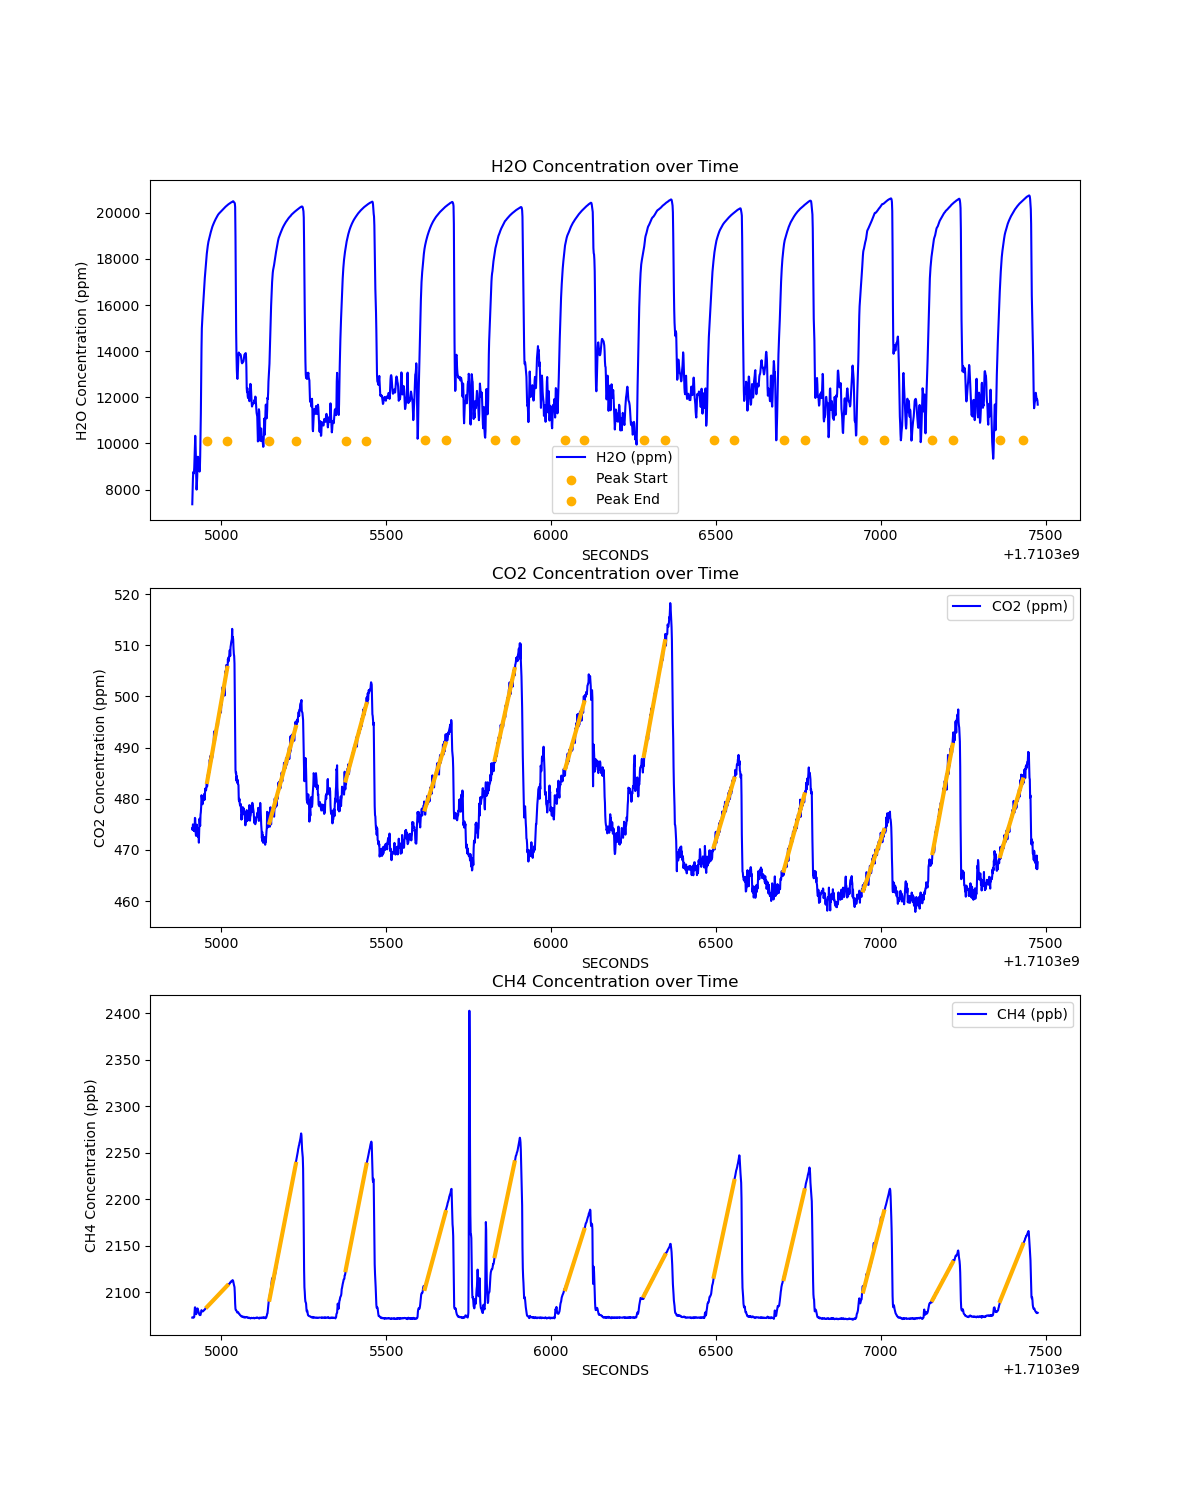 H2O Concentration over Time
H2O Concentration (ppm)
20000
18000
16000
14000
12000
10000
8000
H2O (ppm)
Peak Start
Peak End
5000 5500 6000 6500 7000 7500
SECONDS
+1.7103e9
CO2 Concentration over Time
CO2 Concentration (ppm)
520
510
500
490
480
470
460
CO2 (ppm)
5000 5500 6000 6500 7000 7500
SECONDS
+1.7103e9
CH4 Concentration over Time
CH4 Concentration (ppb)
2400
2350
2300
2250
2200
2150
2100
CH4 (ppb)
5000 5500 6000 6500 7000 7500
SECONDS
+1.7103e9